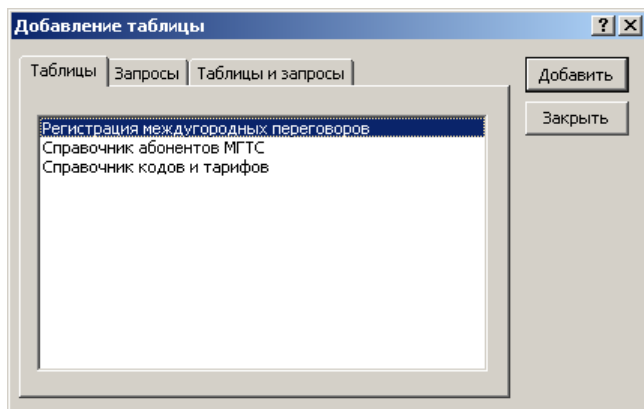 Добавление таблицы
Таблицы Запросы Таблицы и запросы
Добавить
Закрыть
Регистрация междугородных переговоров
Справочник абонентов МГТС
Справочник кодов и тарифов